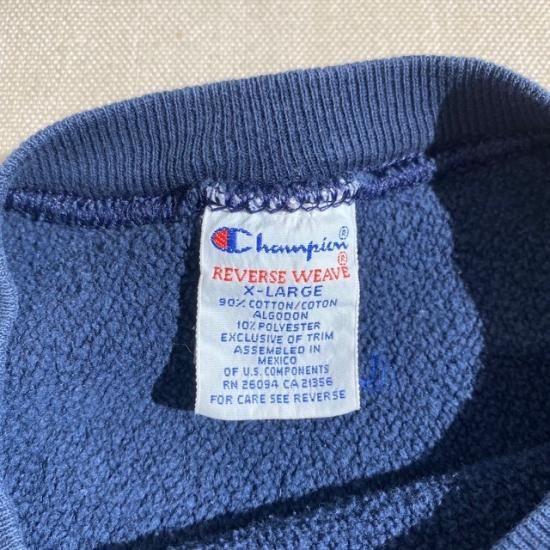 Champion®
REVERSE WEAVE®
X-LARGE
90% COTTON/COTON
ALGODON
10% POLYESTER
EXCLUSIVE OF TRIM
ASSEMBLED IN
MEXICO
OF U.S. COMPONENTS
RN 26094 CA 21356
FOR CARE SEE REVERSE